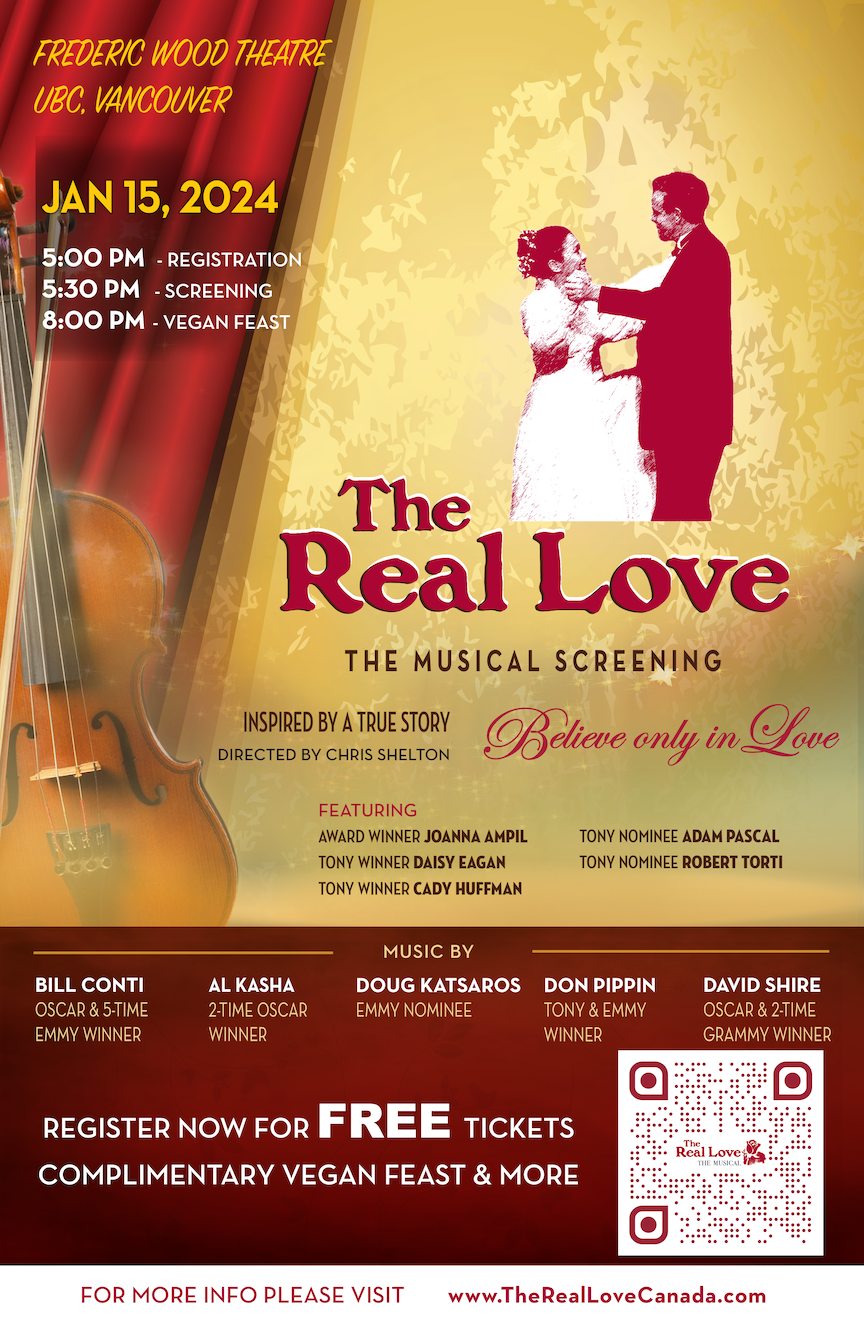 FREDERIC WOOD THEATRE
UBC, VANCOUVER
JAN 15, 2024
5:00 PM - REGISTRATION
5:30 PM - SCREENING
8:00 PM - VEGAN FEAST
The
Real Love
THE MUSICAL SCREENING
INSPIRED BY A TRUE STORY
DIRECTED BY CHRIS SHELTON
Believe only in Love
FEATURING
AWARD WINNER JOANNA AMPIL
TONY WINNER DAISY EAGAN
TONY WINNER CADY HUFFMAN
TONY NOMINEE ADAM PASCAL
TONY NOMINEE ROBERT TORTI
MUSIC BY
BILL CONTI
OSCAR & 5-TIME
EMMY WINNER
AL KASHA
2-TIME OSCAR
WINNER
DOUG KATSAROS
EMMY NOMINEE
DON PIPPIN
TONY & EMMY
WINNER
DAVID SHIRE
OSCAR & 2-TIME
GRAMMY WINNER
REGISTER NOW FOR FREE TICKETS
COMPLIMENTARY VEGAN FEAST & MORE
The
Real Love
THE MUSICAL
FOR MORE INFO PLEASE VISIT www.TheRealLoveCanada.com